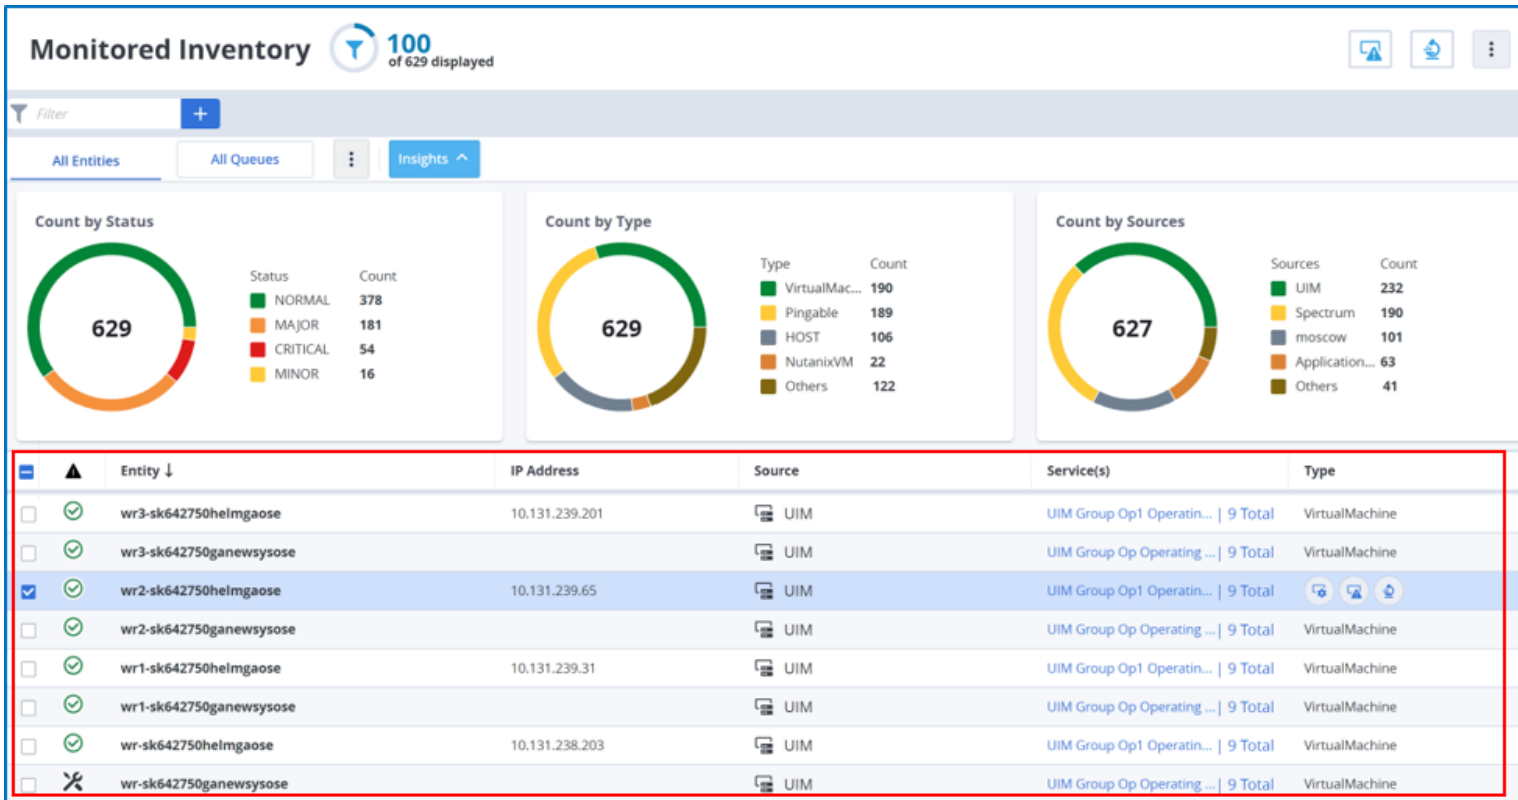 Monitored Inventory
100
of 629 displayed
Filter
+
All Entities
All Queues
Insights
Count by Status
629
Status Count
NORMAL 378
MAJOR 181
CRITICAL 54
MINOR 16
Count by Type
629
Type Count
VirtualMac... 190
Pingable 189
HOST 106
NutanixVM 22
Others 122
Count by Sources
627
Sources Count
UIM 232
Spectrum 190
moscow 101
Application... 63
Others 41
Entity ↓ IP Address Source Service(s) Type
wr3-sk642750helmgaose 10.131.239.201 UIM UIM Group Op1 Operatin... | 9 Total VirtualMachine
wr3-sk642750ganewsysose UIM UIM Group Op Operating ... | 9 Total VirtualMachine
wr2-sk642750helmgaose 10.131.239.65 UIM UIM Group Op1 Operatin... | 9 Total
wr2-sk642750ganewsysose UIM UIM Group Op Operating ... | 9 Total VirtualMachine
wr1-sk642750helmgaose 10.131.239.31 UIM UIM Group Op1 Operatin... | 9 Total VirtualMachine
wr1-sk642750ganewsysose UIM UIM Group Op Operating ... | 9 Total VirtualMachine
wr-sk642750helmgaose 10.131.238.203 UIM UIM Group Op1 Operatin... | 9 Total VirtualMachine
wr-sk642750ganewsysose UIM UIM Group Op Operating ... | 9 Total VirtualMachine